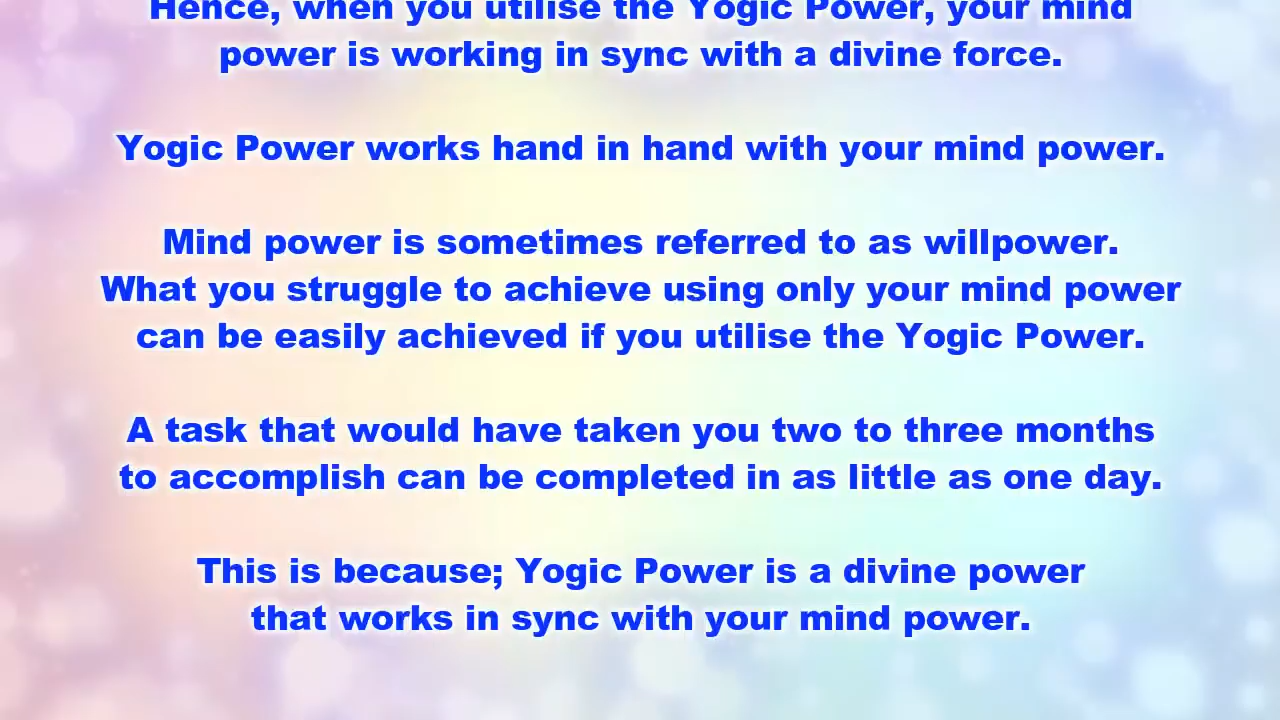 Hence, when you utilise the Yogic Power, your mind
power is working in sync with a divine force.
Yogic Power works hand in hand with your mind power.
Mind power is sometimes referred to as willpower.
What you struggle to achieve using only your mind power
can be easily achieved if you utilise the Yogic Power.
A task that would have taken you two to three months
to accomplish can be completed in as little as one day.
This is because; Yogic Power is a divine power
that works in sync with your mind power.